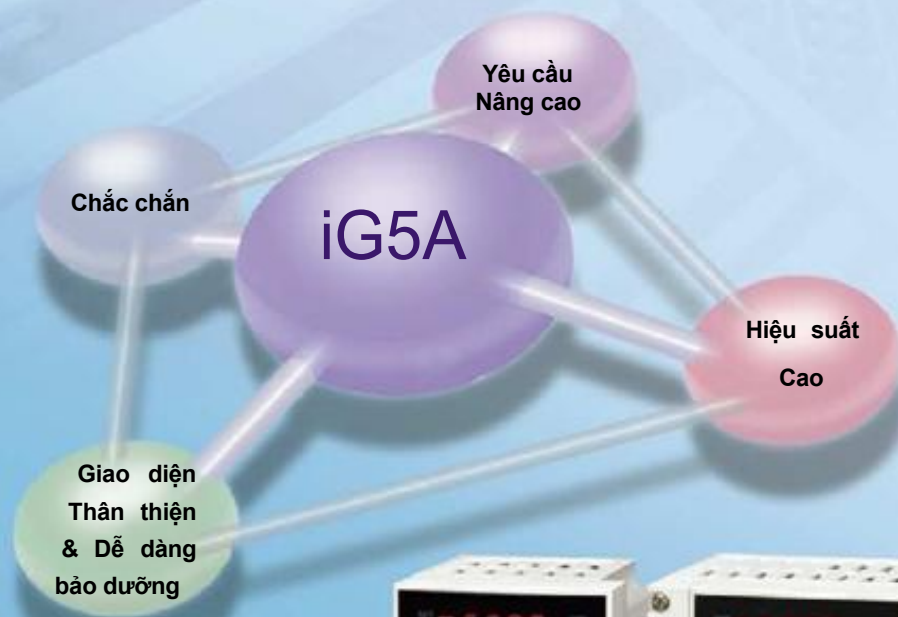 Yêu cầu
Nâng cao
Chắc chắn
iG5A
Hiệu suất
Cao
Giao diện
Thân thiện
& Dễ dàng
bảo dưỡng